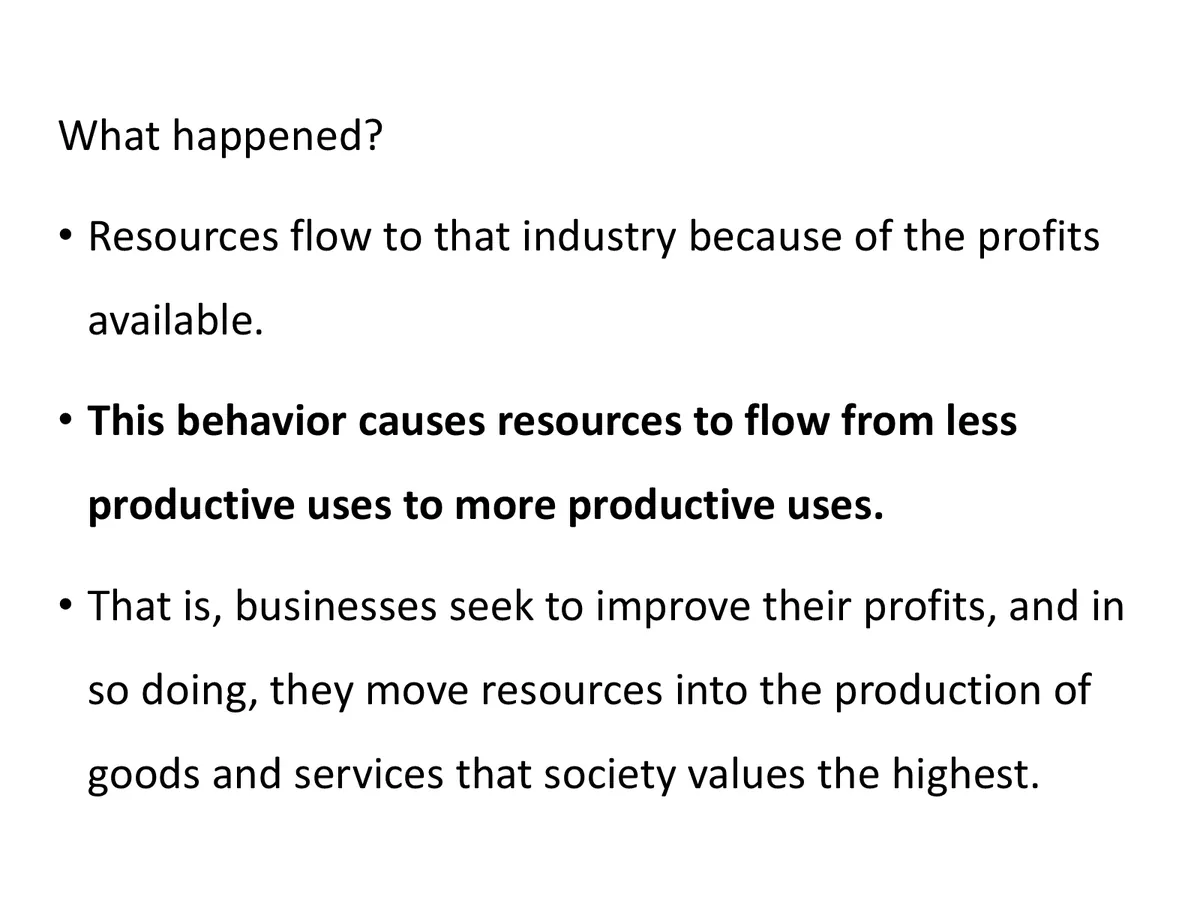 What happened?
• Resources flow to that industry because of the profits
available.
• This behavior causes resources to flow from less
productive uses to more productive uses.
• That is, businesses seek to improve their profits, and in
so doing, they move resources into the production of
goods and services that society values the highest.